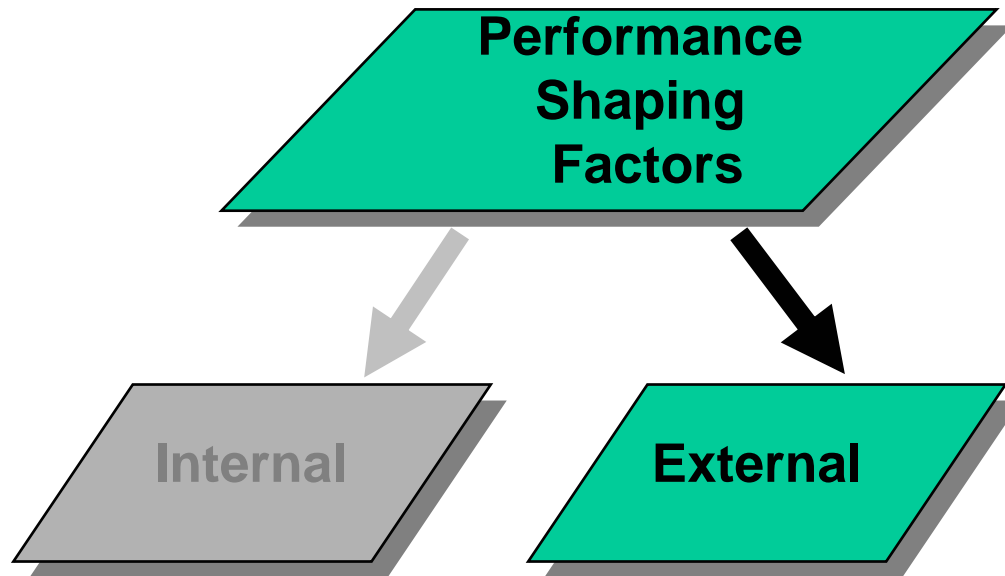 Performance
Shaping
Factors
Internal
External